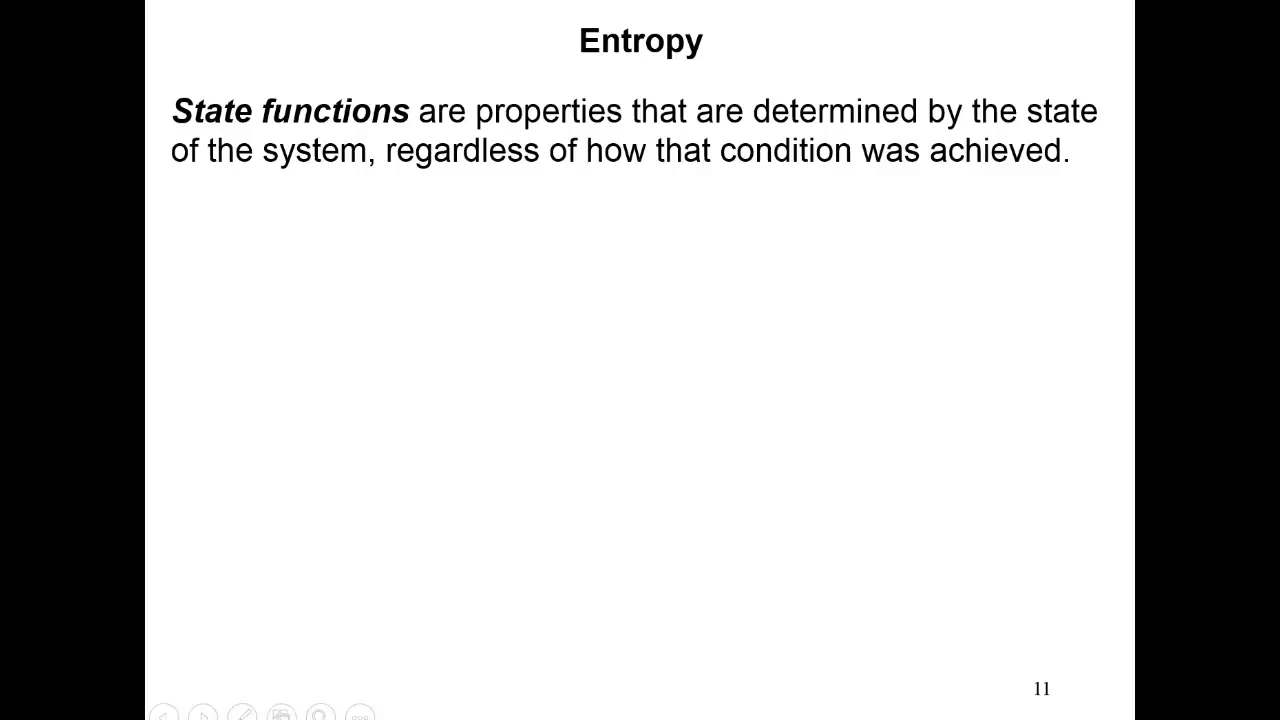 Entropy
State functions are properties that are determined by the state
of the system, regardless of how that condition was achieved.
11